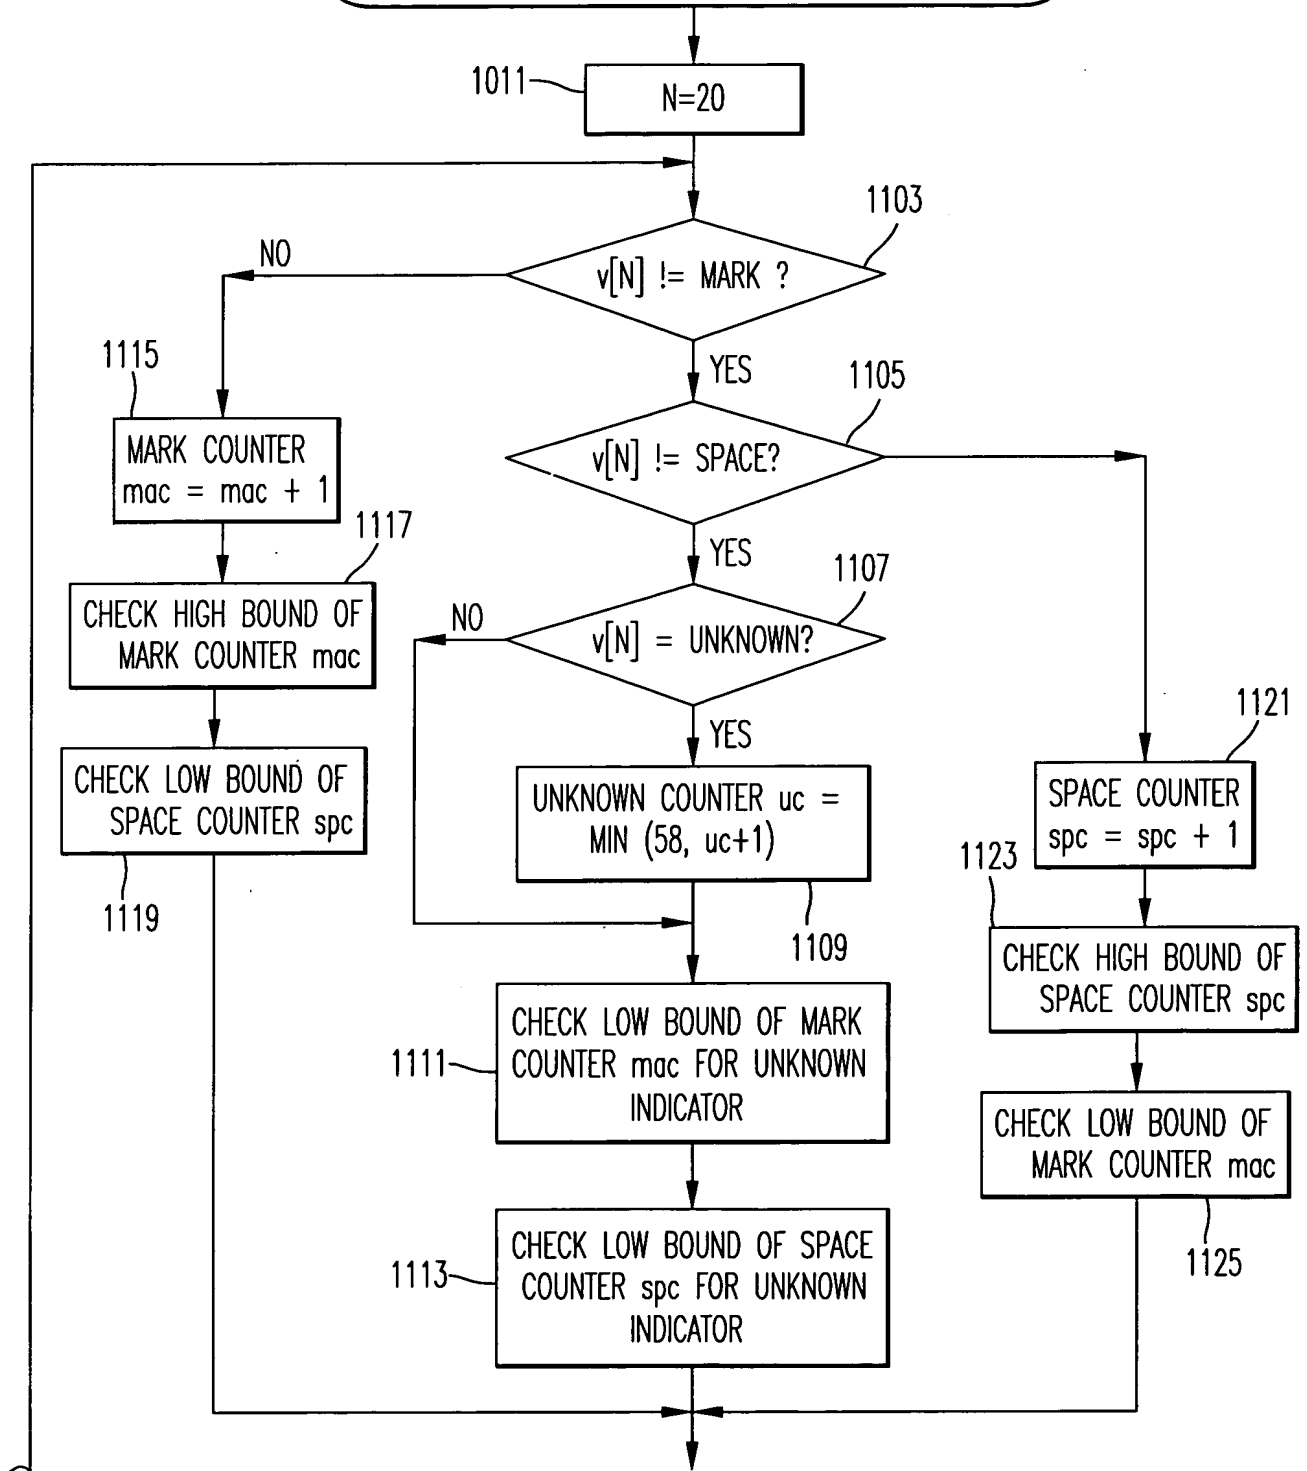 1011
N=20
1103
v[N] != MARK ?
NO
YES
1115
MARK COUNTER
mac = mac + 1
1105
v[N] != SPACE?
YES
1117
CHECK HIGH BOUND OF
MARK COUNTER mac
1107
v[N] = UNKNOWN?
NO
YES
CHECK LOW BOUND OF
SPACE COUNTER spc
1119
UNKNOWN COUNTER uc =
MIN (58, uc+1)
1109
1121
SPACE COUNTER
spc = spc + 1
1123
CHECK HIGH BOUND OF
SPACE COUNTER spc
1111
CHECK LOW BOUND OF MARK
COUNTER mac FOR UNKNOWN
INDICATOR
CHECK LOW BOUND OF
MARK COUNTER mac
1125
1113
CHECK LOW BOUND OF SPACE
COUNTER spc FOR UNKNOWN
INDICATOR